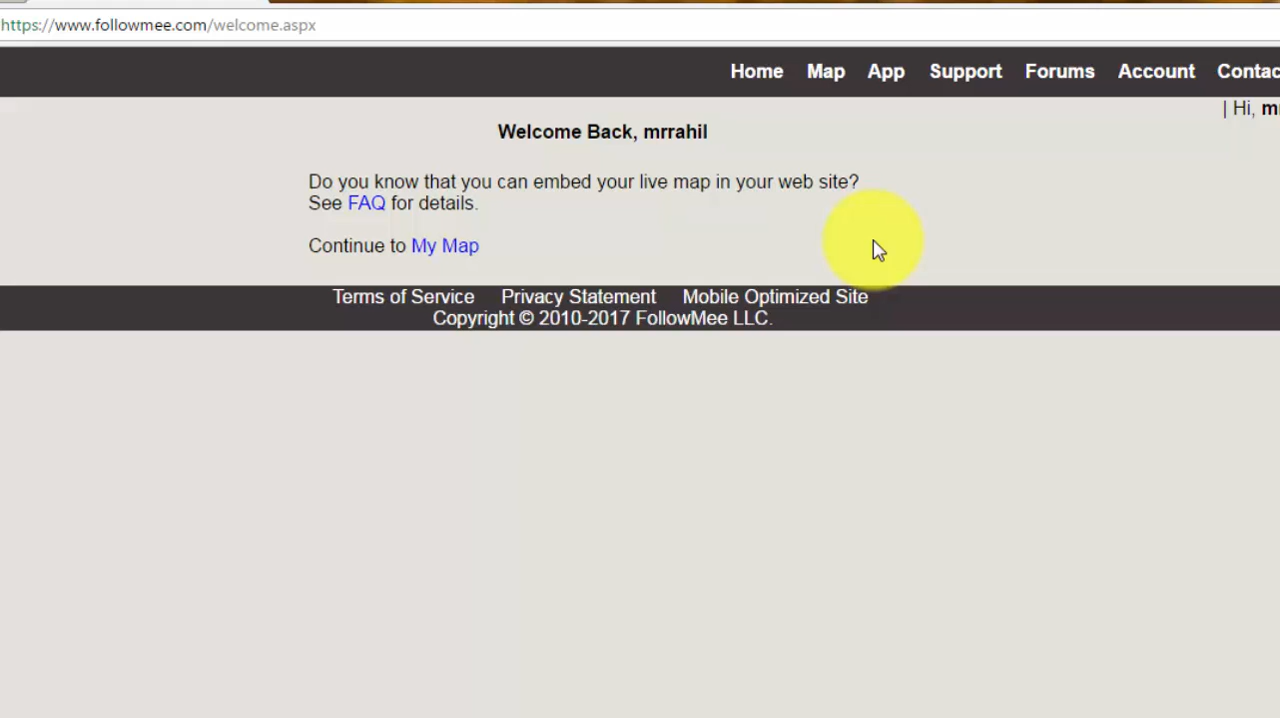 https://www.followmee.com/welcome.aspx
Home Map App Support Forums Account Contac
| Hi, m
Welcome Back, mrrahil
Do you know that you can embed your live map in your web site?
See FAQ for details.
Continue to My Map
Terms of Service Privacy Statement Mobile Optimized Site
Copyright © 2010-2017 FollowMee LLC.